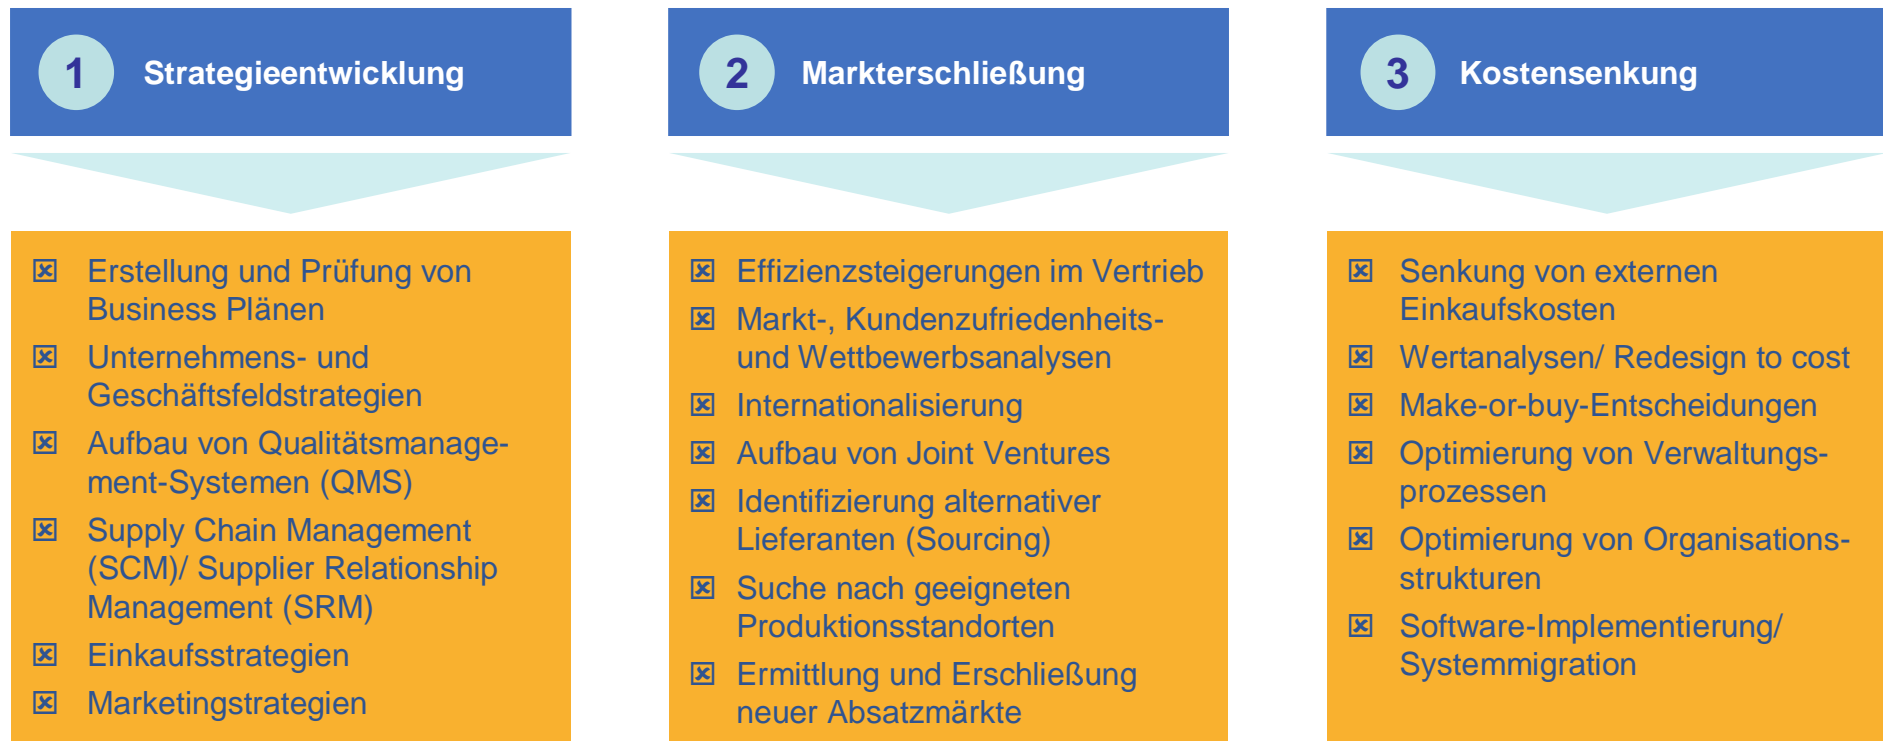 1
Strategieentwicklung
Erstellung und Prüfung von
Business Plänen
Unternehmens- und
Geschäftsfeldstrategien
Aufbau von Qualitätsmanage-
ment-Systemen (QMS)
Supply Chain Management
(SCM)/ Supplier Relationship
Management (SRM)
Einkaufsstrategien
Marketingstrategien
2
Markterschließung
Effizienzsteigerungen im Vertrieb
Markt-, Kundenzufriedenheits-
und Wettbewerbsanalysen
Internationalisierung
Aufbau von Joint Ventures
Identifizierung alternativer
Lieferanten (Sourcing)
Suche nach geeigneten
Produktionsstandorten
Ermittlung und Erschließung
neuer Absatzmärkte
3
Kostensenkung
Senkung von externen
Einkaufskosten
Wertanalysen/ Redesign to cost
Make-or-buy-Entscheidungen
Optimierung von Verwaltungs-
prozessen
Optimierung von Organisations-
strukturen
Software-Implementierung/
Systemmigration